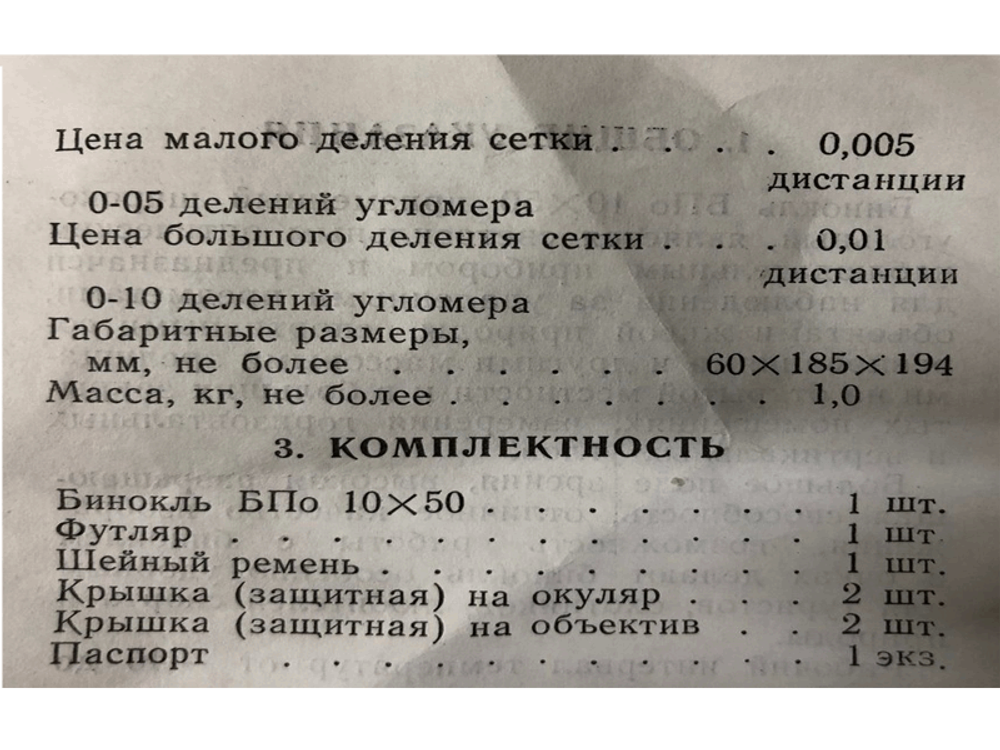 Цена малого деления сетки . . . . 0,005
дистанции
0-05 делений угломера
Цена большого деления сетки . . . 0,01
дистанции
0-10 делений угломера
Габаритные размеры,
мм, не более . . . . . . 60×185×194
Масса, кг, не более . . . . . . . 1,0
3. КОМПЛЕКТНОСТЬ
Бинокль БПо 10×50 . . . . . . 1 шт.
Футляр . . . . . . . . . . . . 1 шт
Шейный ремень . . . . . . . . . 1 шт.
Крышка (защитная) на окуляр . . . 2 шт.
Крышка (защитная) на объектив . . 2 шт.
Паспорт . . . . . . . . . . . 1 экз.